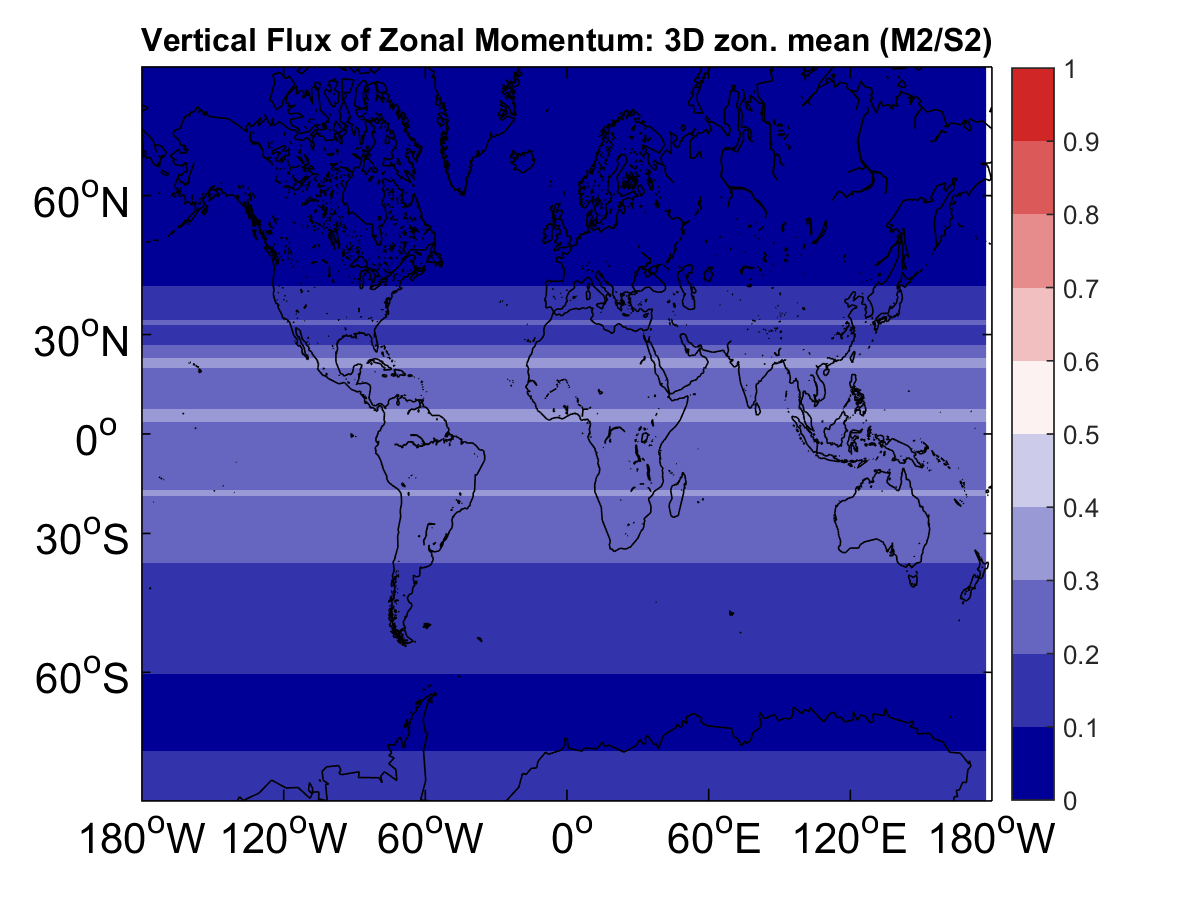 Vertical Flux of Zonal Momentum: 3D zon. mean (M2/S2)
60ºN
30ºN
0º
30ºS
60ºS
180ºW 120ºW 60ºW 0º 60ºE 120ºE 180ºW
1
0.9
0.8
0.7
0.6
0.5
0.4
0.3
0.2
0.1
0